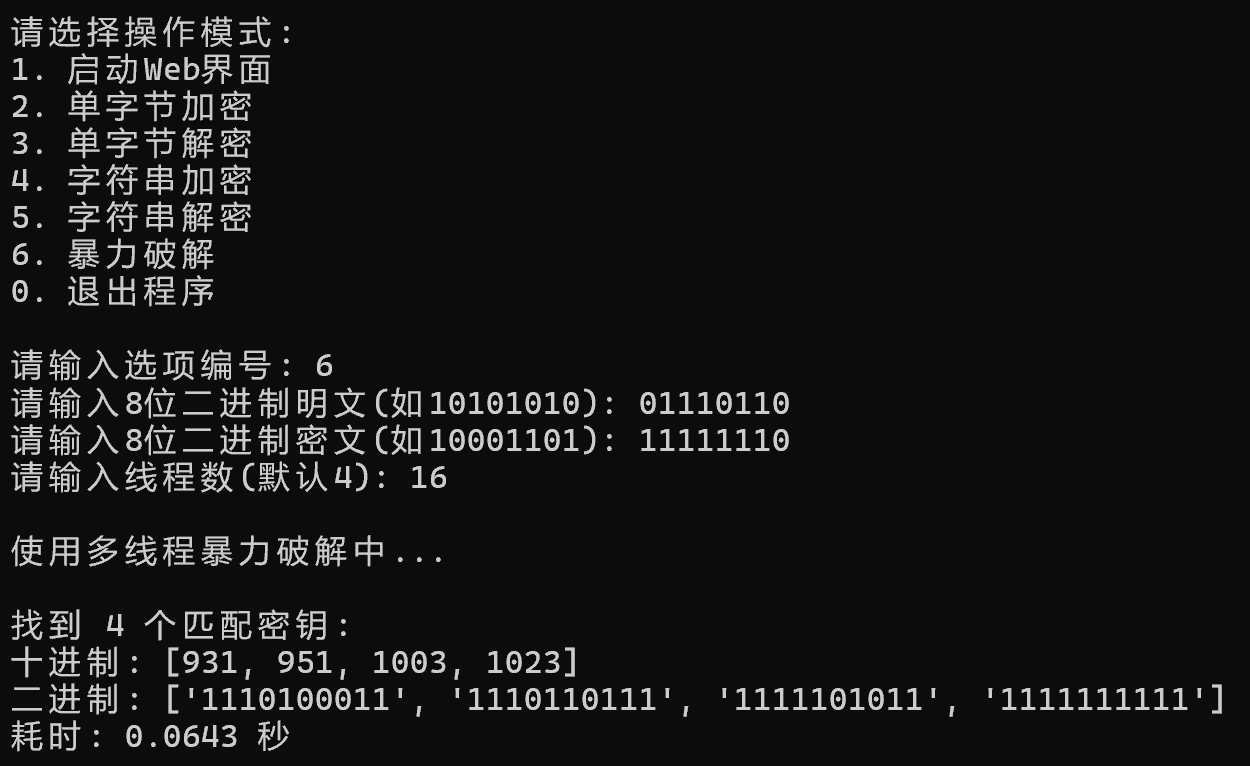 请选择操作模式:
1. 启动Web界面
2. 单字节加密
3. 单字节解密
4. 字符串加密
5. 字符串解密
6. 暴力破解
0. 退出程序
请输入选项编号: 6
请输入8位二进制明文(如10101010): 01110110
请输入8位二进制密文(如10001101): 11111110
请输入线程数(默认4): 16
使用多线程暴力破解中...
找到 4 个匹配密钥:
十进制: [931, 951, 1003, 1023]
二进制: ['1110100011', '1110110111', '1111101011', '1111111111']
耗时: 0.0643 秒